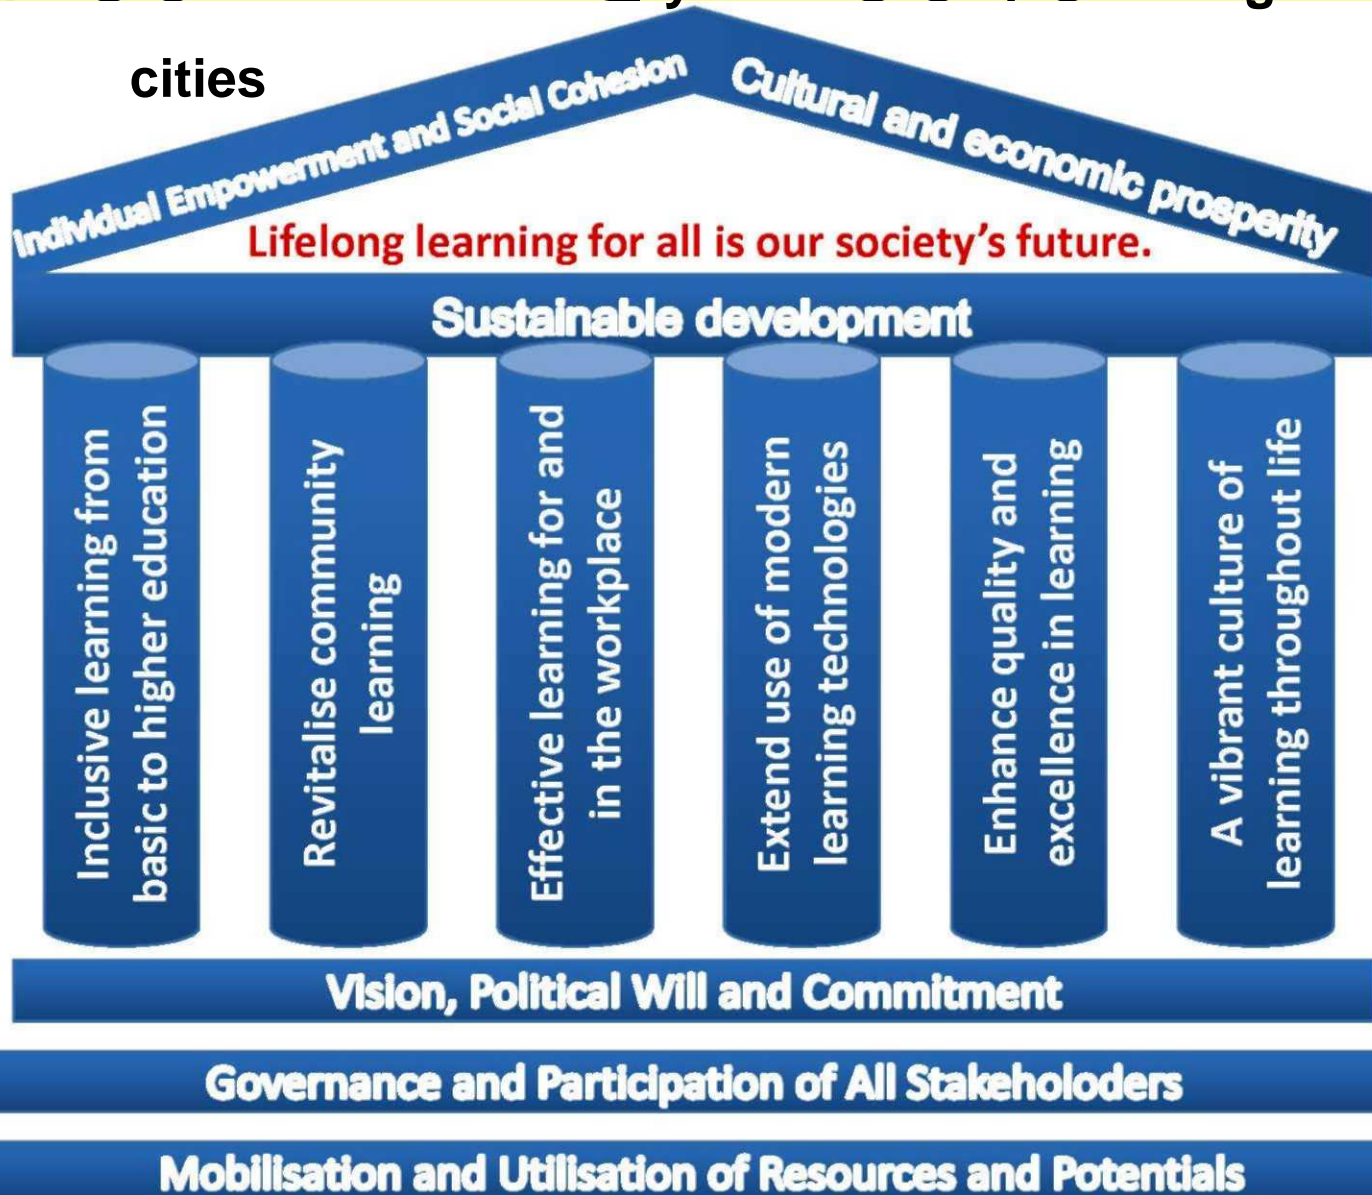 cities
Individual Empowerment and Social Cohesion
Cultural and economic prosperity
Lifelong learning for all is our society's future.
Sustainable development
Inclusive learning from
basic to higher education
Revitalise community
learning
Effective learning for and
in the workplace
Extend use of modern
learning technologies
Enhance quality and
excellence in learning
A vibrant culture of
learning throughout life
Vision, Political Will and Commitment
Governance and Participation of All Stakeholoders
Mobilisation and Utilisation of Resources and Potentials